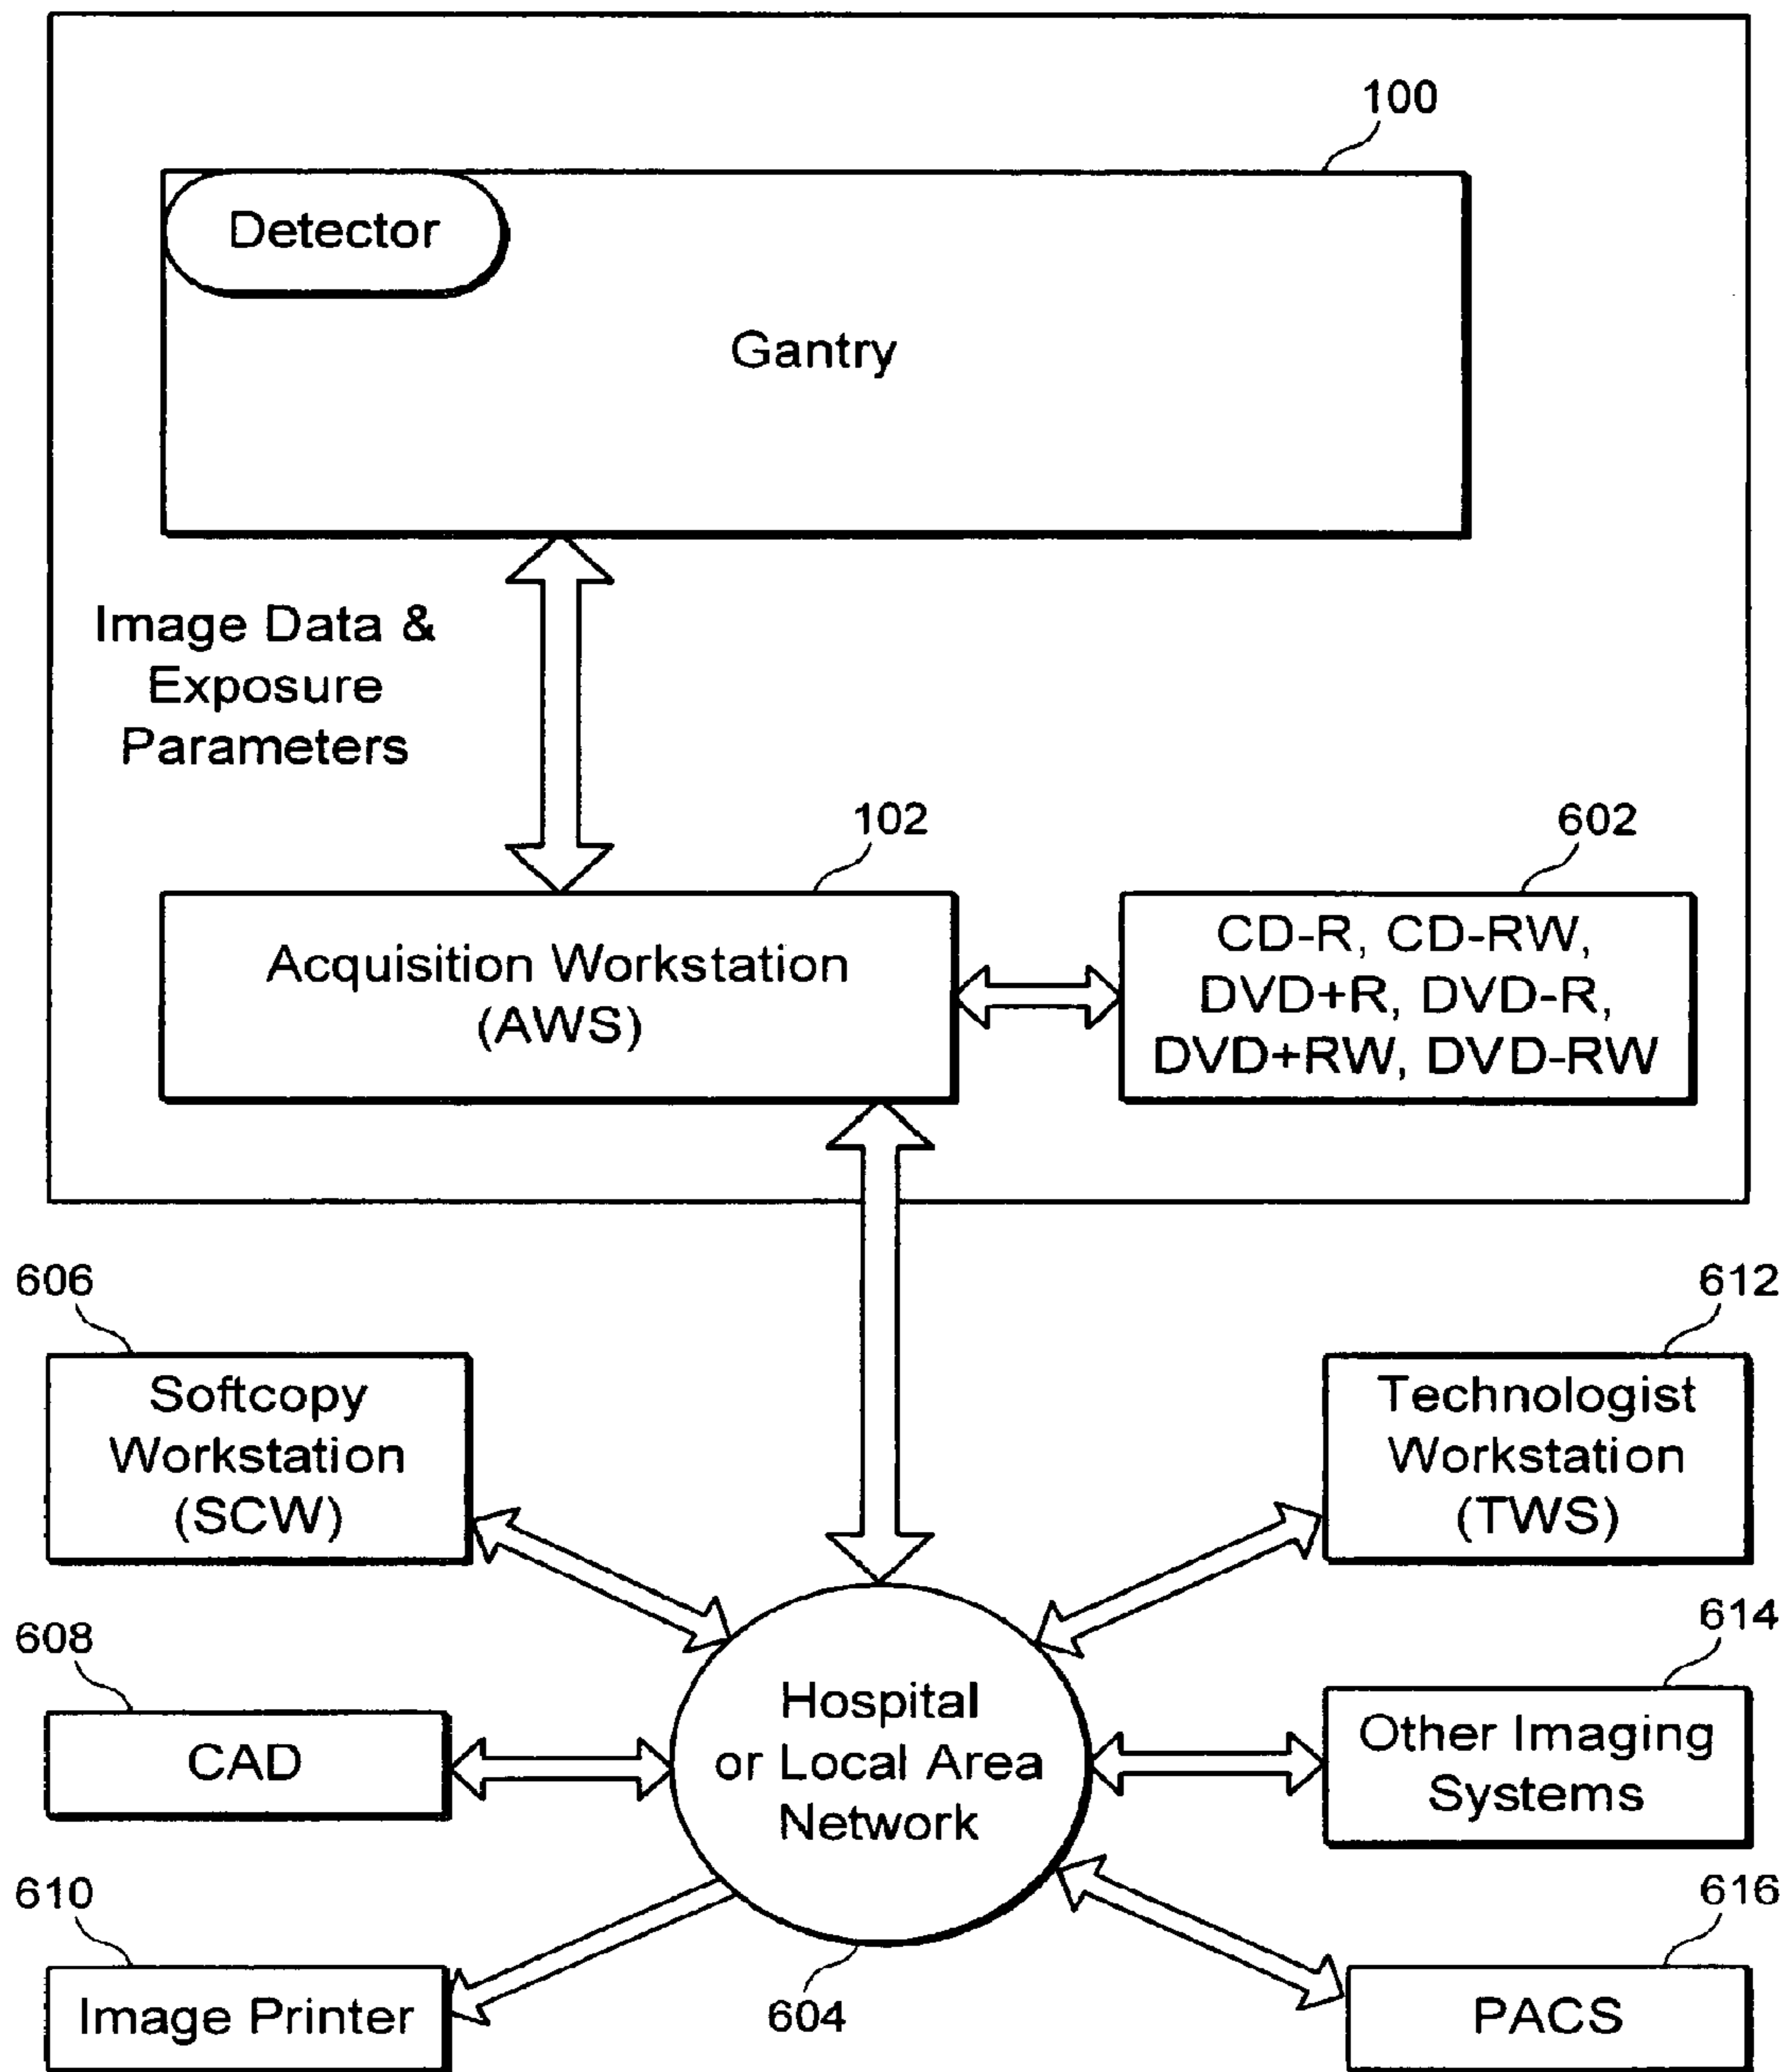 100
Detector
Gantry
Image Data &
Exposure
Parameters
102
602
Acquisition Workstation
(AWS)
CD-R, CD-RW,
DVD+R, DVD-R,
DVD+RW, DVD-RW
606
612
Softcopy
Workstation
(SCW)
Technologist
Workstation
(TWS)
608
614
CAD
Hospital
or Local Area
Network
Other Imaging
Systems
610
616
Image Printer
604
PACS